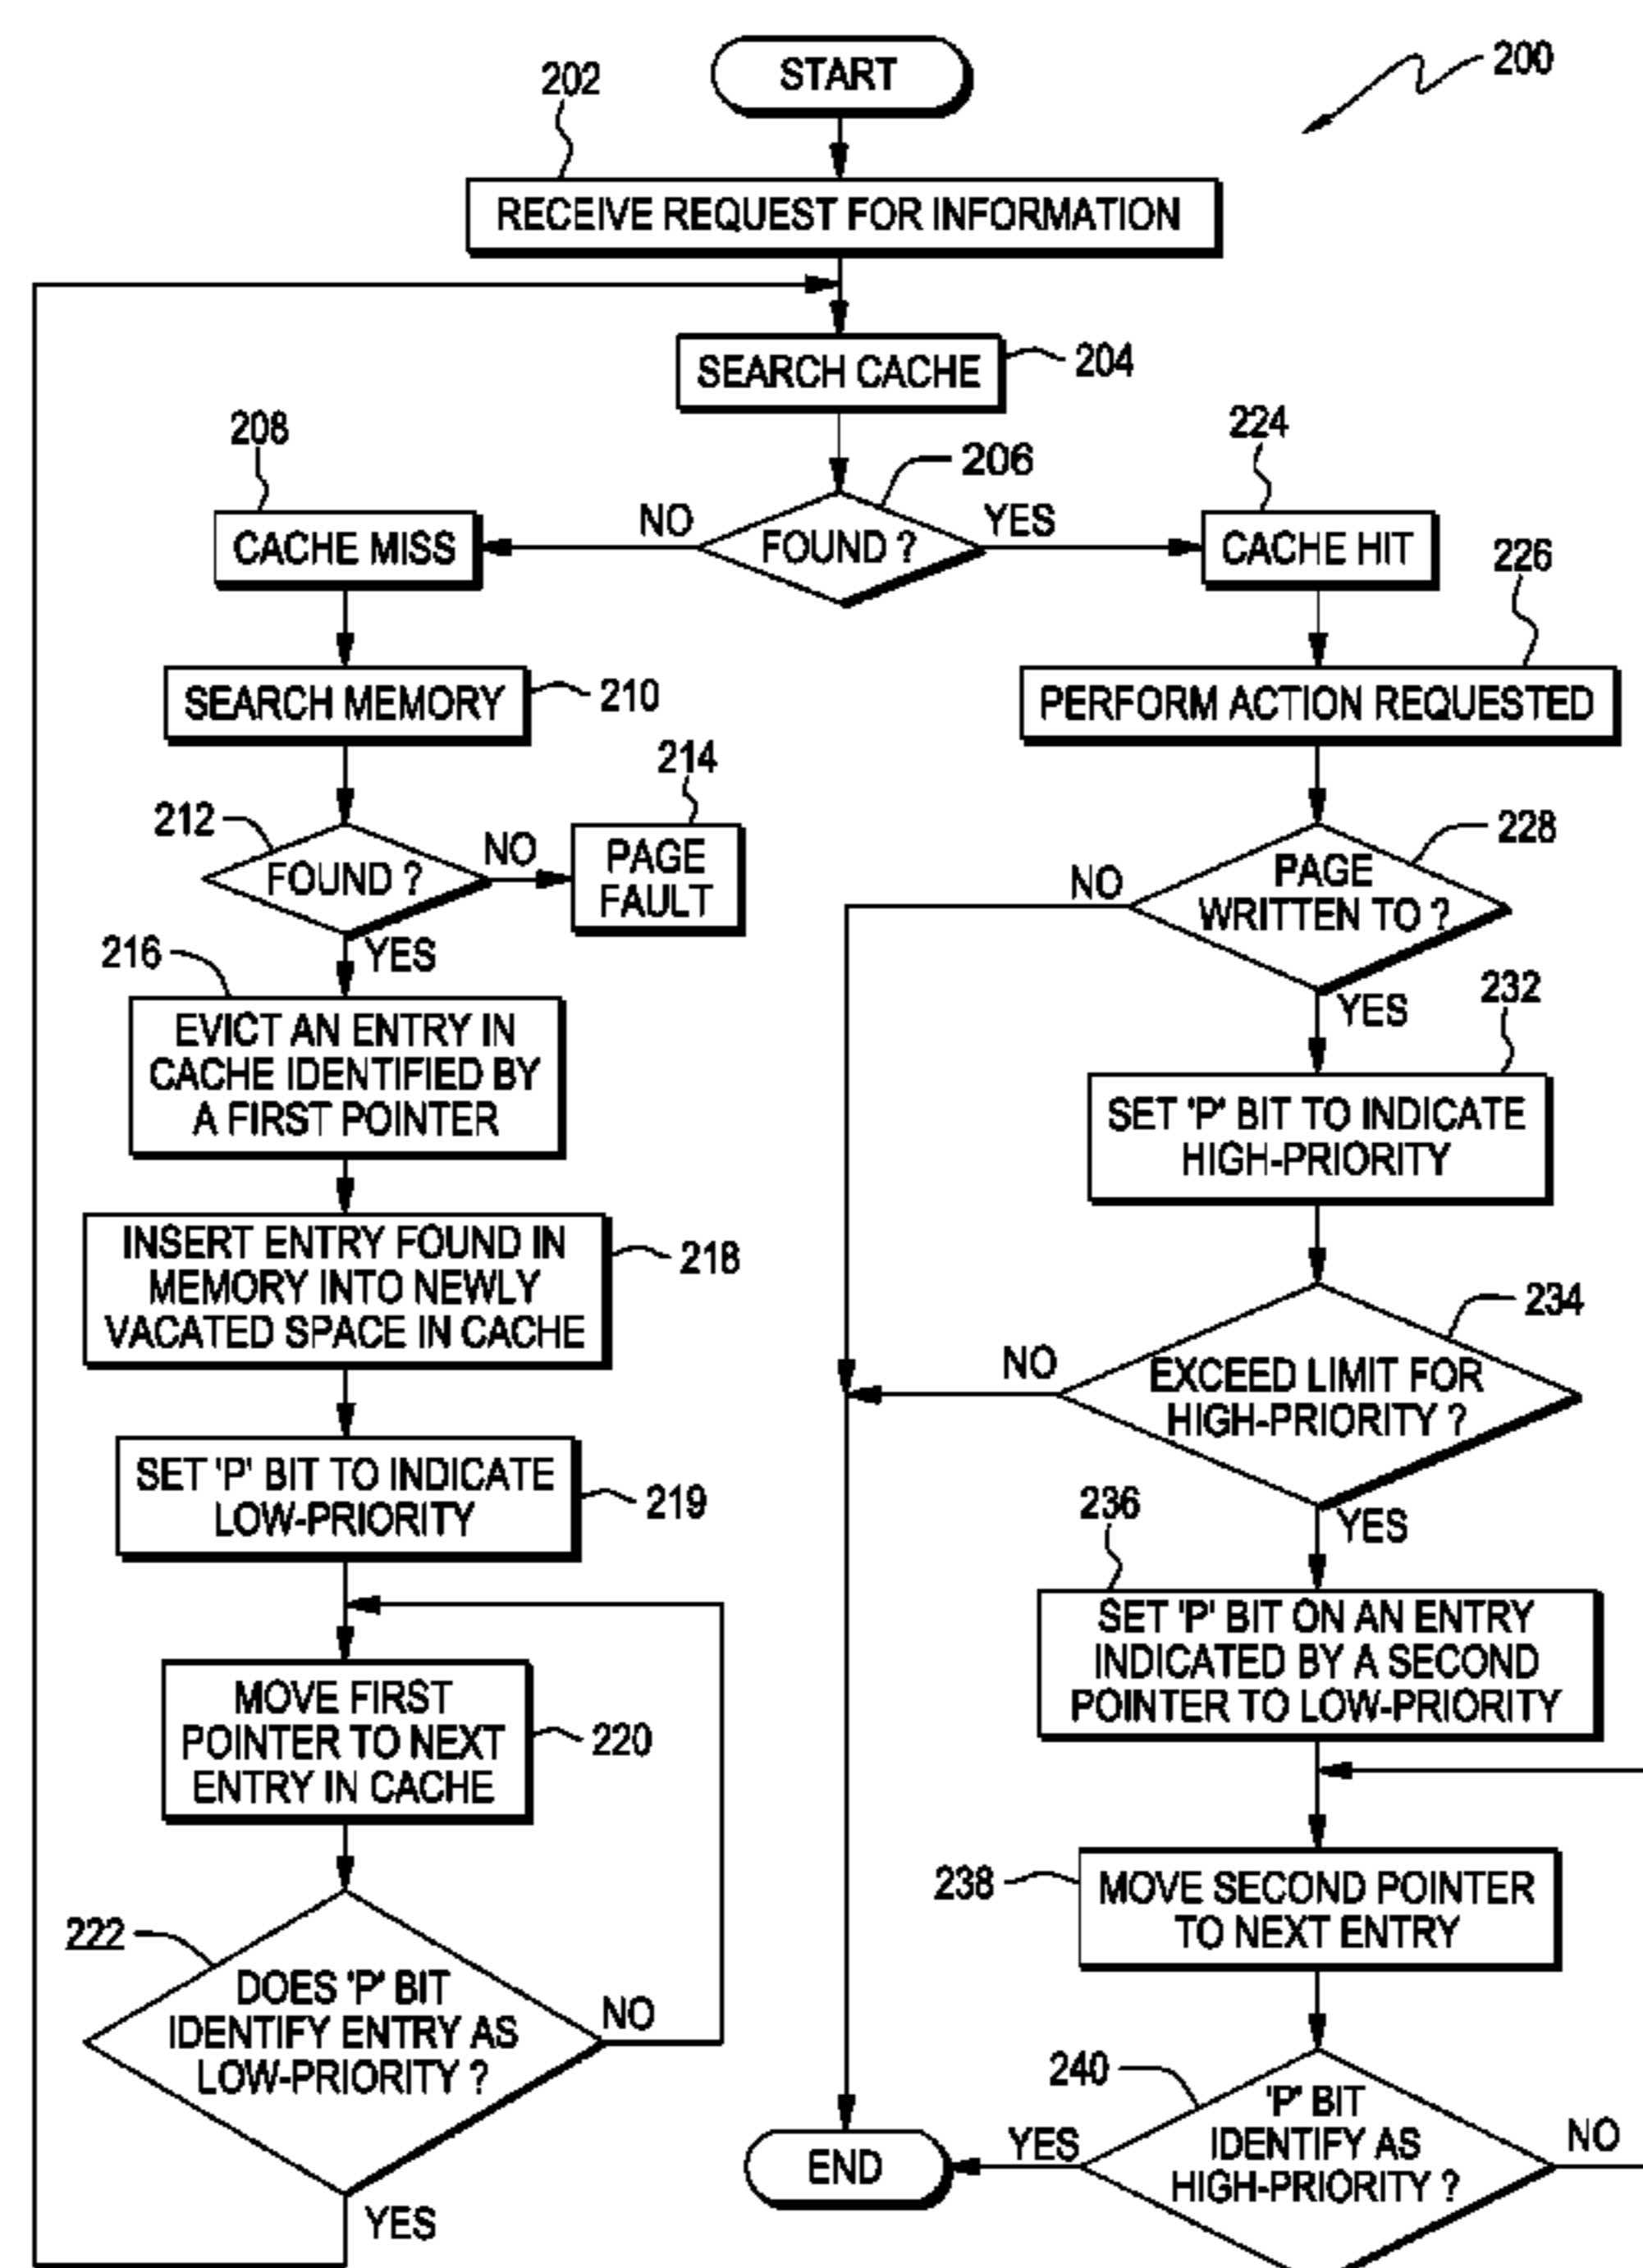 200
START
202
RECEIVE REQUEST FOR INFORMATION
SEARCH CACHE
204
206
FOUND ?
NO
YES
208
CACHE MISS
SEARCH MEMORY
210
212
FOUND ?
NO
214
PAGE
FAULT
YES
216
EVICT AN ENTRY IN
CACHE IDENTIFIED BY
A FIRST POINTER
INSERT ENTRY FOUND IN
MEMORY INTO NEWLY
VACATED SPACE IN CACHE
218
SET 'P' BIT TO INDICATE
LOW-PRIORITY
219
MOVE FIRST
POINTER TO NEXT
ENTRY IN CACHE
220
222
DOES 'P' BIT
IDENTIFY ENTRY AS
LOW-PRIORITY ?
NO
YES
224
CACHE HIT
226
PERFORM ACTION REQUESTED
228
PAGE
WRITTEN TO ?
NO
YES
232
SET 'P' BIT TO INDICATE
HIGH-PRIORITY
234
EXCEED LIMIT FOR
HIGH-PRIORITY ?
NO
YES
236
SET 'P' BIT ON AN ENTRY
INDICATED BY A SECOND
POINTER TO LOW-PRIORITY
238
MOVE SECOND POINTER
TO NEXT ENTRY
240
'P' BIT
IDENTIFY AS
HIGH-PRIORITY ?
NO
YES
END